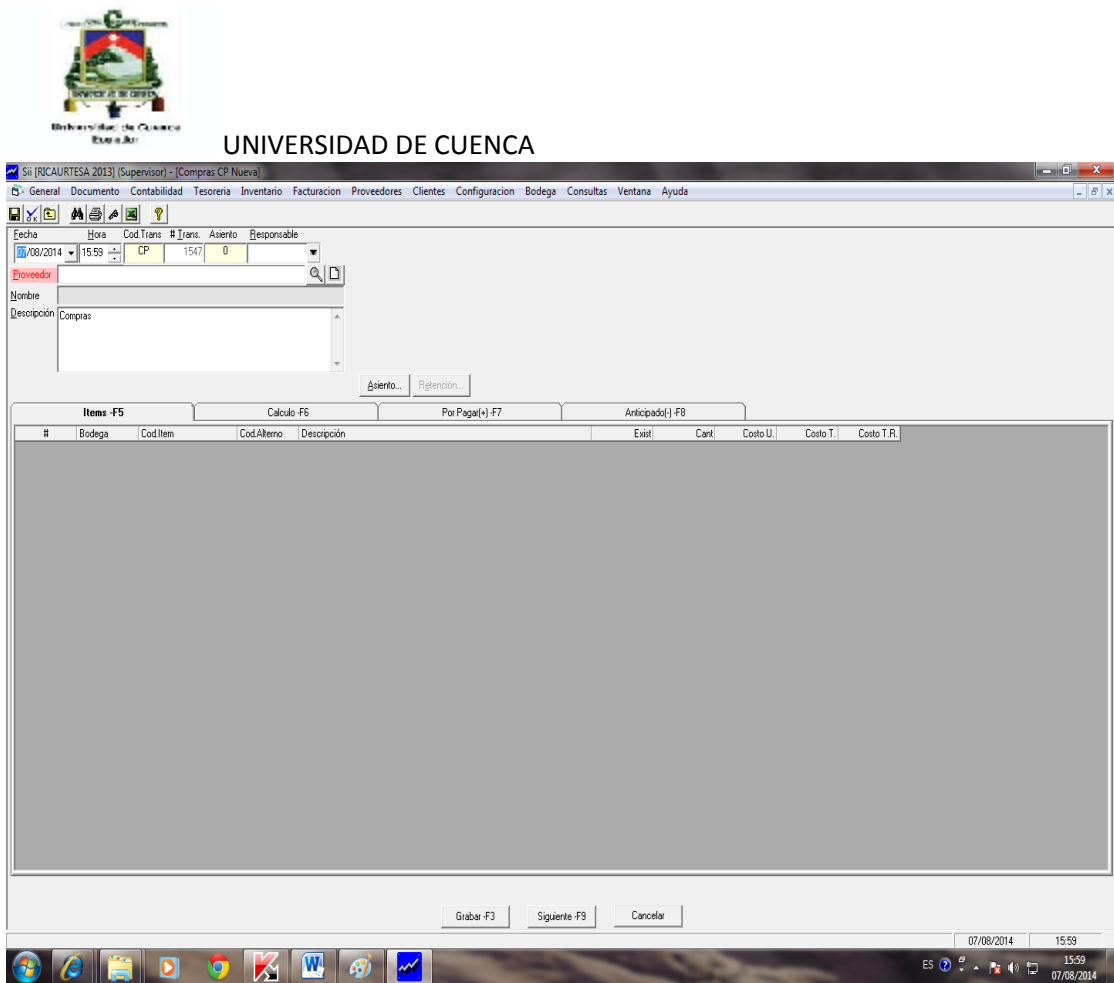 Universidad de Cuenca
UNIVERSIDAD DE CUENCA
Sii [RICAURTESA 2013] (Supervisor) - [Compras CP Nueva]
General Documento Contabilidad Tesoreria Inventario Facturacion Proveedores Clientes Configuracion Bodega Consultas Ventana Ayuda
Fecha Hora Cod.Trans # Trans. Asiento Responsable
07/08/2014 15:59 CP 1547 0
Proveedor
Nombre
Descripción Compras
Asiento... Retención...
Items -F5 Calculo -F6 Por Pagar(+) -F7 Anticipado(-) -F8
# Bodega Cod.Item Cod.Alterno Descripción Exist Cant Costo U. Costo T. Costo T.R.
Grabar -F3 Siguiente -F9 Cancelar
07/08/2014 15:59
ES 15:59
07/08/2014